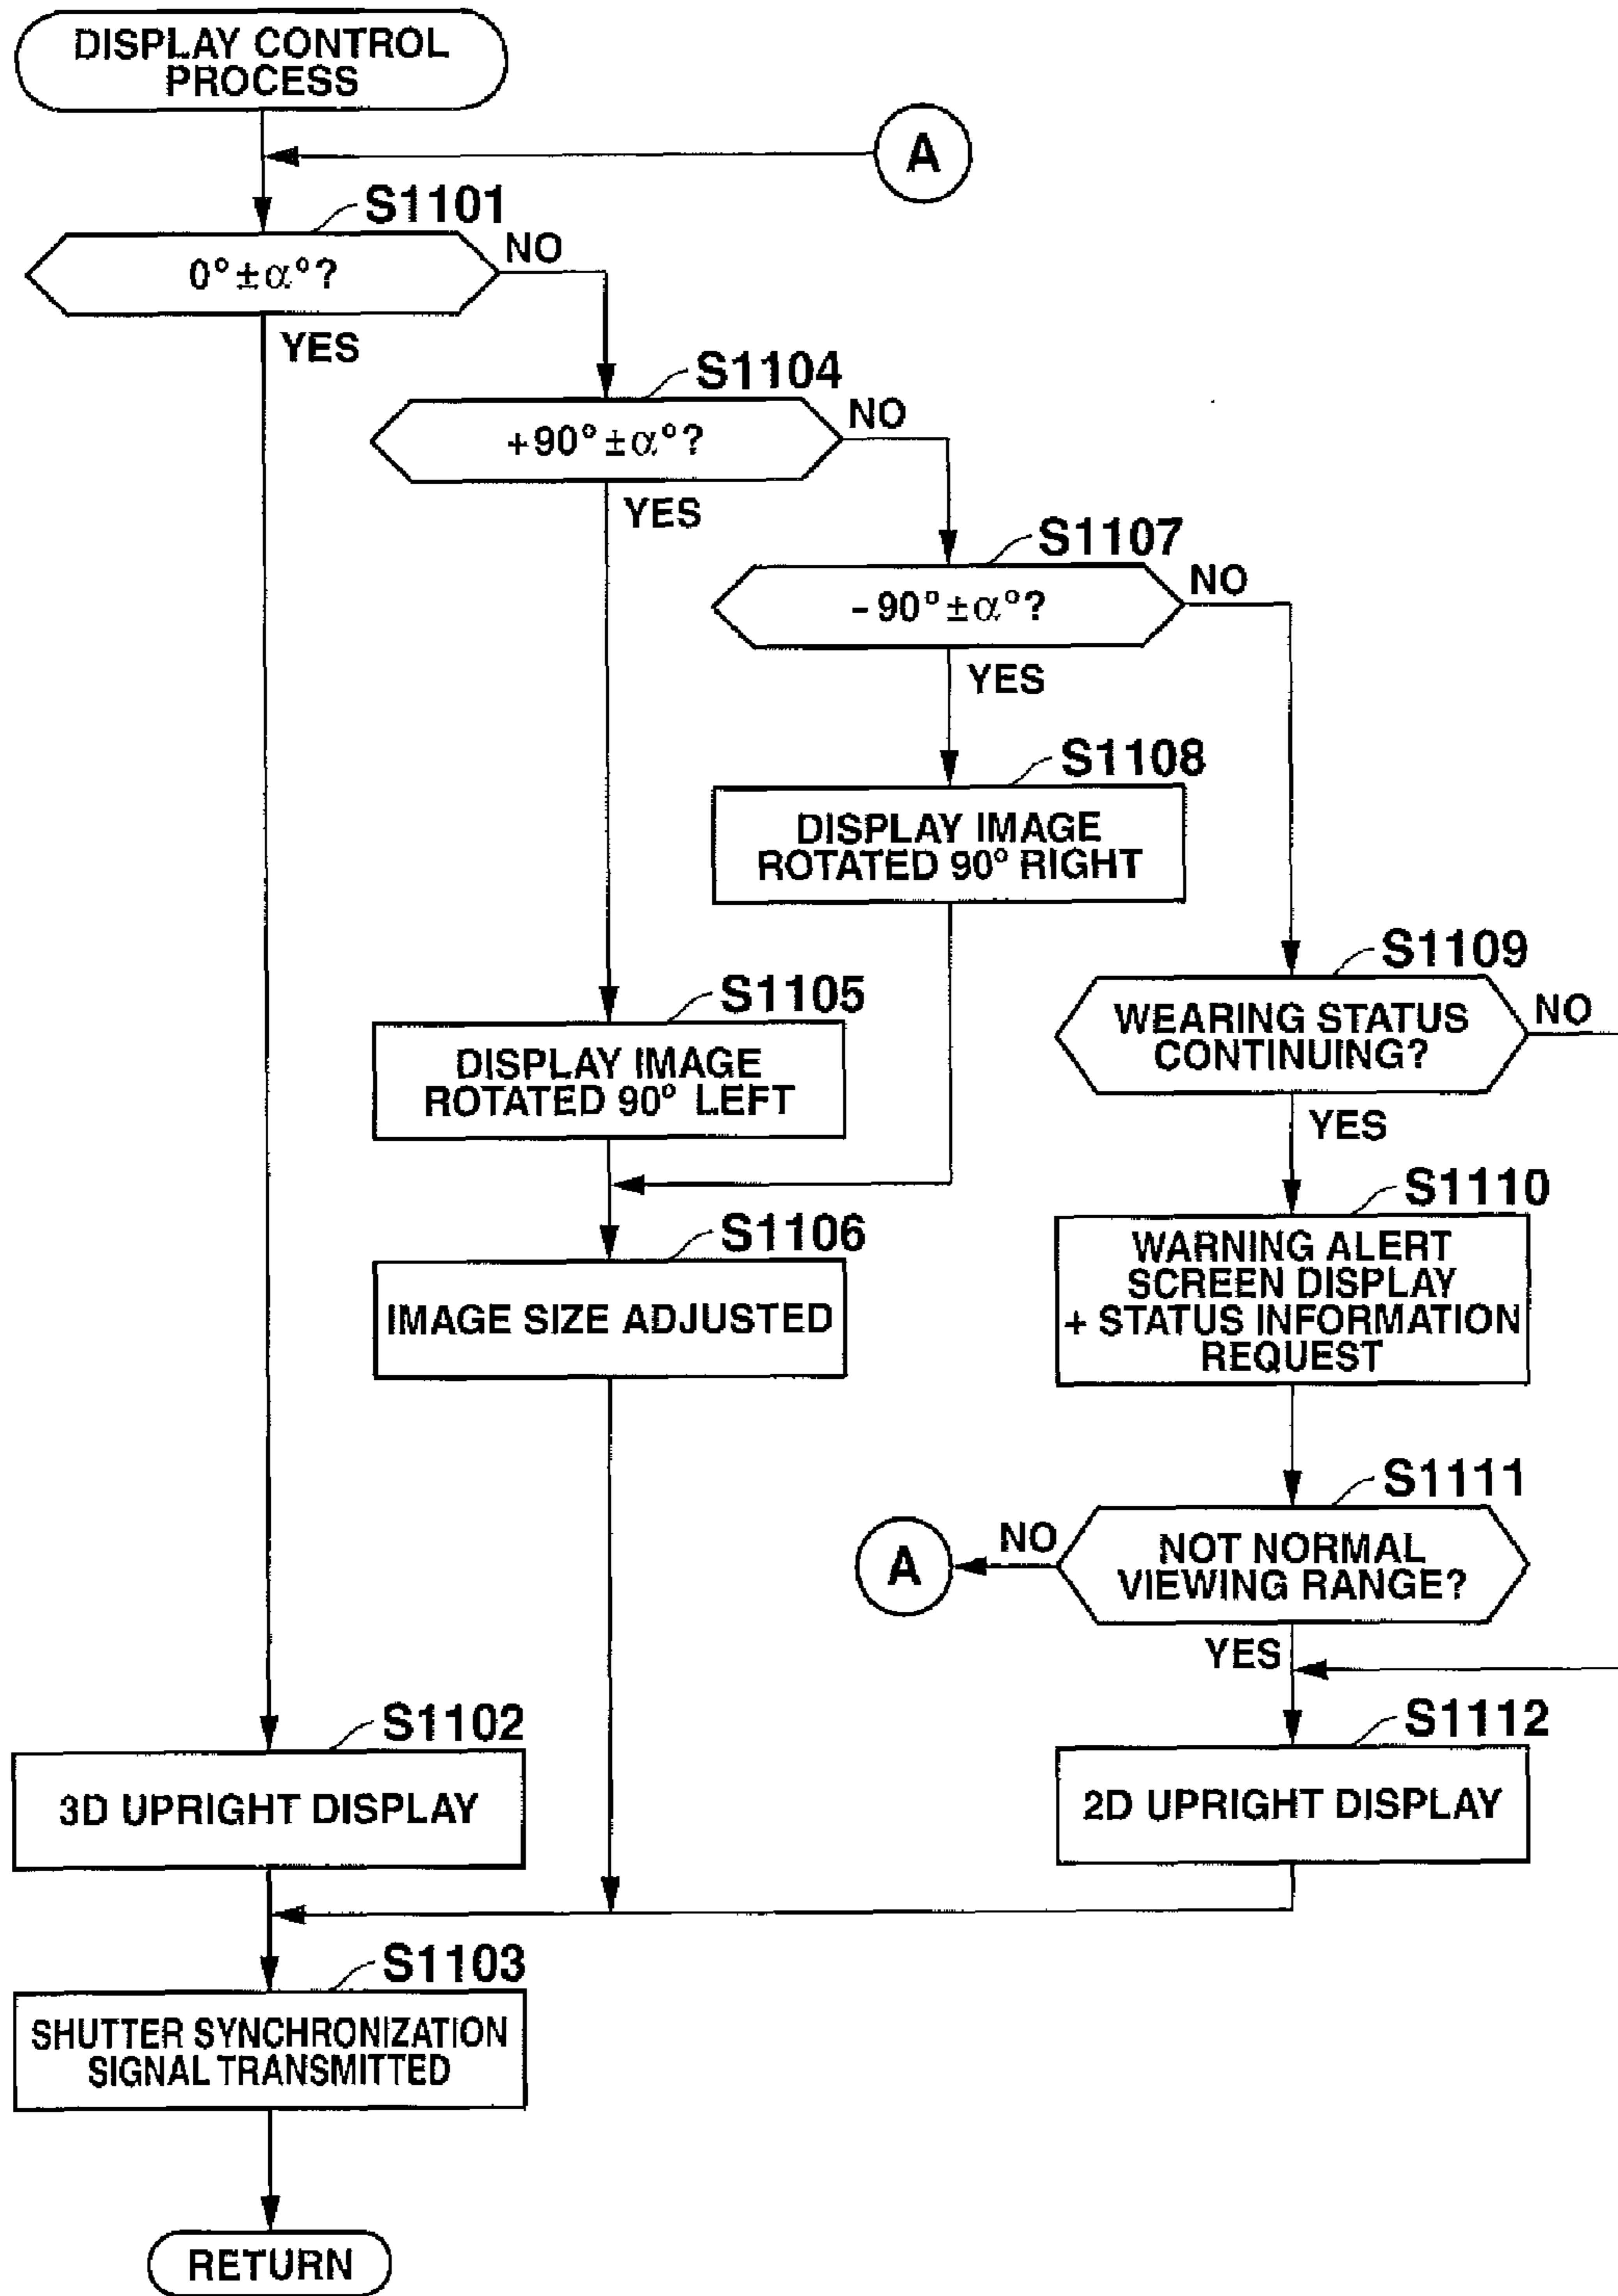 DISPLAY CONTROL
PROCESS
A
S1101
0°±α°?
NO
YES
S1104
+90°±α°?
NO
YES
S1107
-90°±α°?
NO
YES
S1108
DISPLAY IMAGE
ROTATED 90° RIGHT
S1109
WEARING STATUS
CONTINUING?
NO
YES
S1105
DISPLAY IMAGE
ROTATED 90° LEFT
S1110
WARNING ALERT
SCREEN DISPLAY
+ STATUS INFORMATION
REQUEST
S1106
IMAGE SIZE ADJUSTED
S1111
NOT NORMAL
VIEWING RANGE?
NO
A
YES
S1102
3D UPRIGHT DISPLAY
S1112
2D UPRIGHT DISPLAY
S1103
SHUTTER SYNCHRONIZATION
SIGNAL TRANSMITTED
RETURN